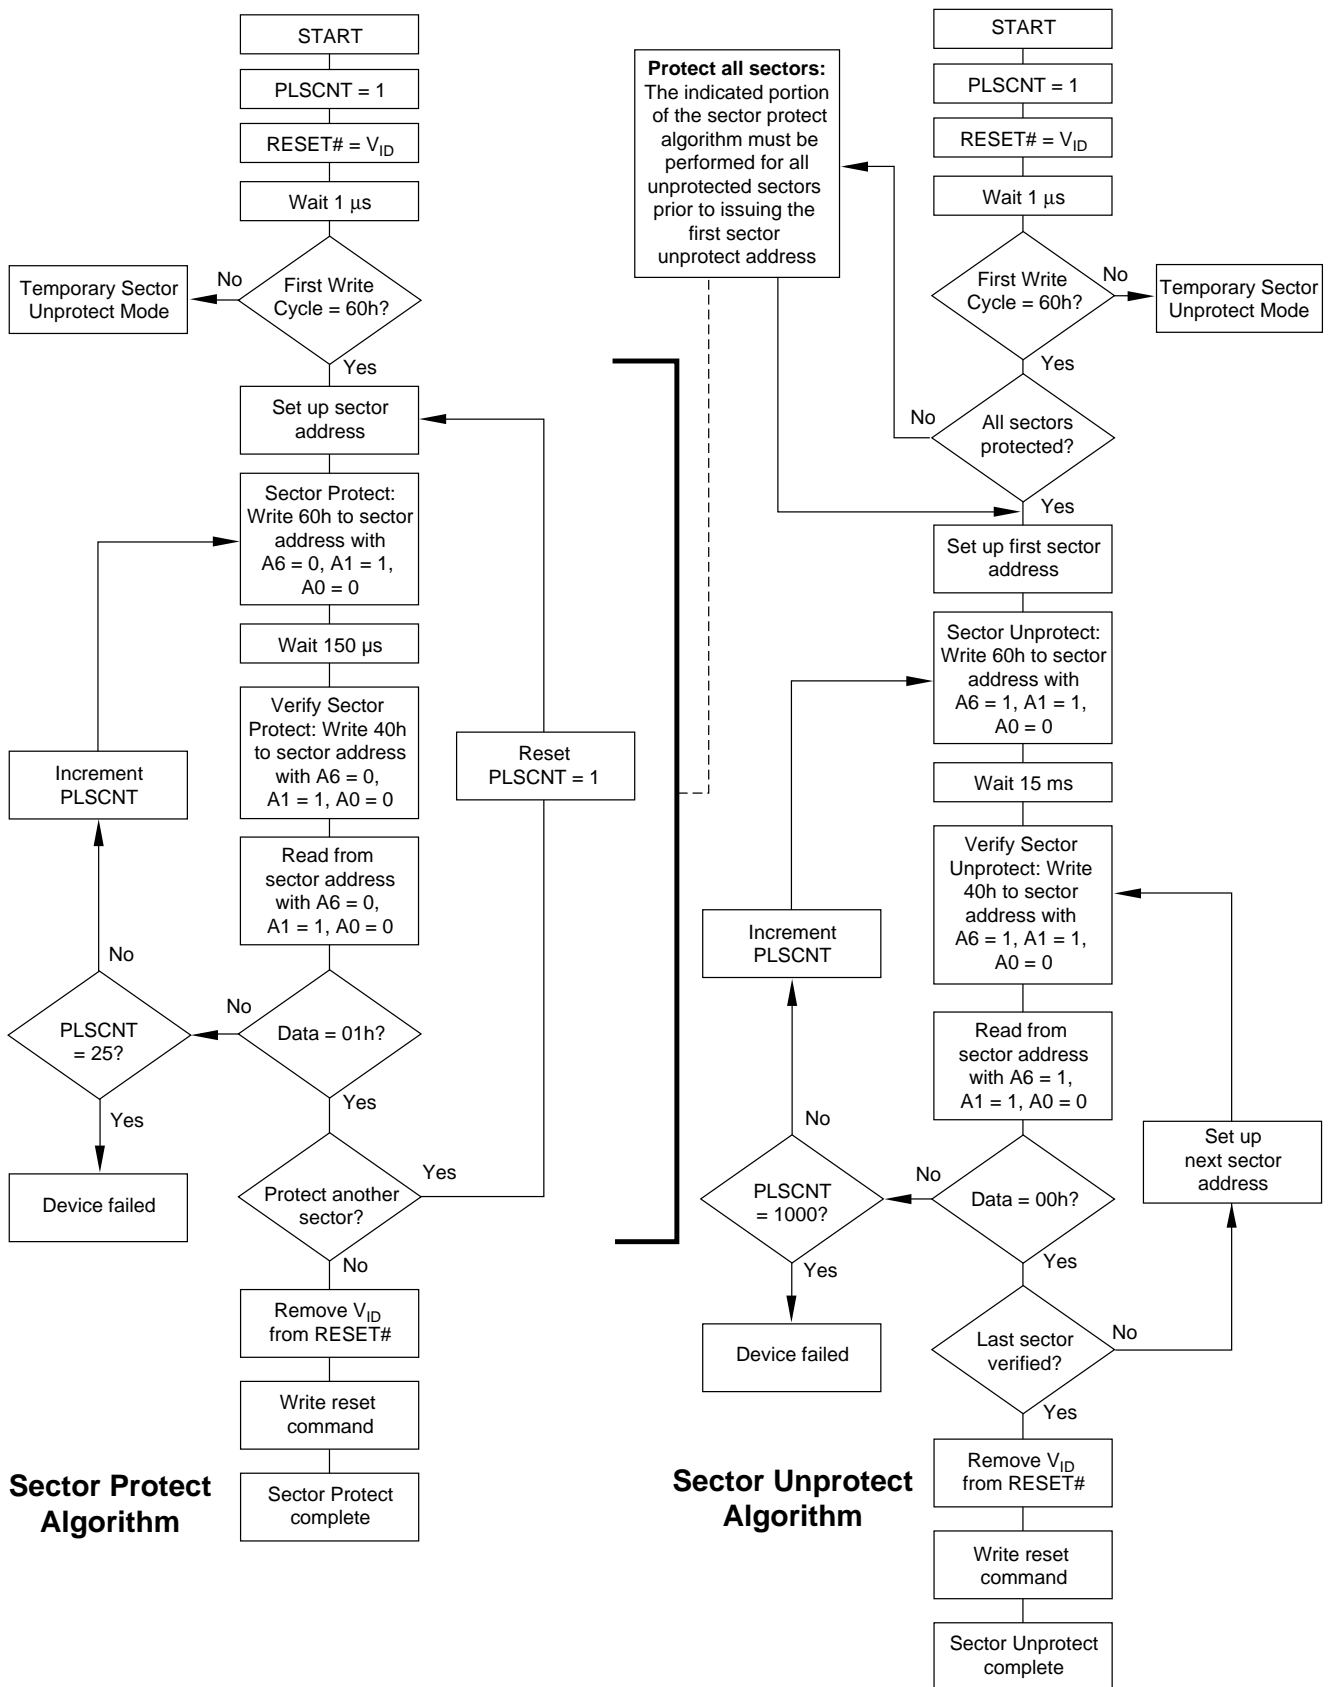 START
PLSCNT = 1
RESET# = VID
Wait 1 μs
First Write
Cycle = 60h?
No
Temporary Sector
Unprotect Mode
Yes
Set up sector
address
Sector Protect:
Write 60h to sector
address with
A6 = 0, A1 = 1,
A0 = 0
Wait 150 µs
Verify Sector
Protect: Write 40h
to sector address
with A6 = 0,
A1 = 1, A0 = 0
Reset
PLSCNT = 1
Increment
PLSCNT
Read from
sector address
with A6 = 0,
A1 = 1, A0 = 0
No
No
PLSCNT
= 25?
Data = 01h?
Yes
Yes
Device failed
Protect another
sector?
Yes
No
Remove VID
from RESET#
Write reset
command
Sector Protect
complete
Sector Protect
Algorithm
Protect all sectors:
The indicated portion
of the sector protect
algorithm must be
performed for all
unprotected sectors
prior to issuing the
first sector
unprotect address
START
PLSCNT = 1
RESET# = VID
Wait 1 μs
First Write
Cycle = 60h?
No
Temporary Sector
Unprotect Mode
Yes
No
All sectors
protected?
Yes
Set up first sector
address
Sector Unprotect:
Write 60h to sector
address with
A6 = 1, A1 = 1,
A0 = 0
Wait 15 ms
Verify Sector
Unprotect: Write
40h to sector
address with
A6 = 1, A1 = 1,
A0 = 0
Increment
PLSCNT
Read from
sector address
with A6 = 1,
A1 = 1, A0 = 0
No
No
PLSCNT
= 1000?
Data = 00h?
Set up
next sector
address
Yes
Yes
Device failed
Last sector
verified?
No
Yes
Remove VID
from RESET#
Write reset
command
Sector Unprotect
complete
Sector Unprotect
Algorithm